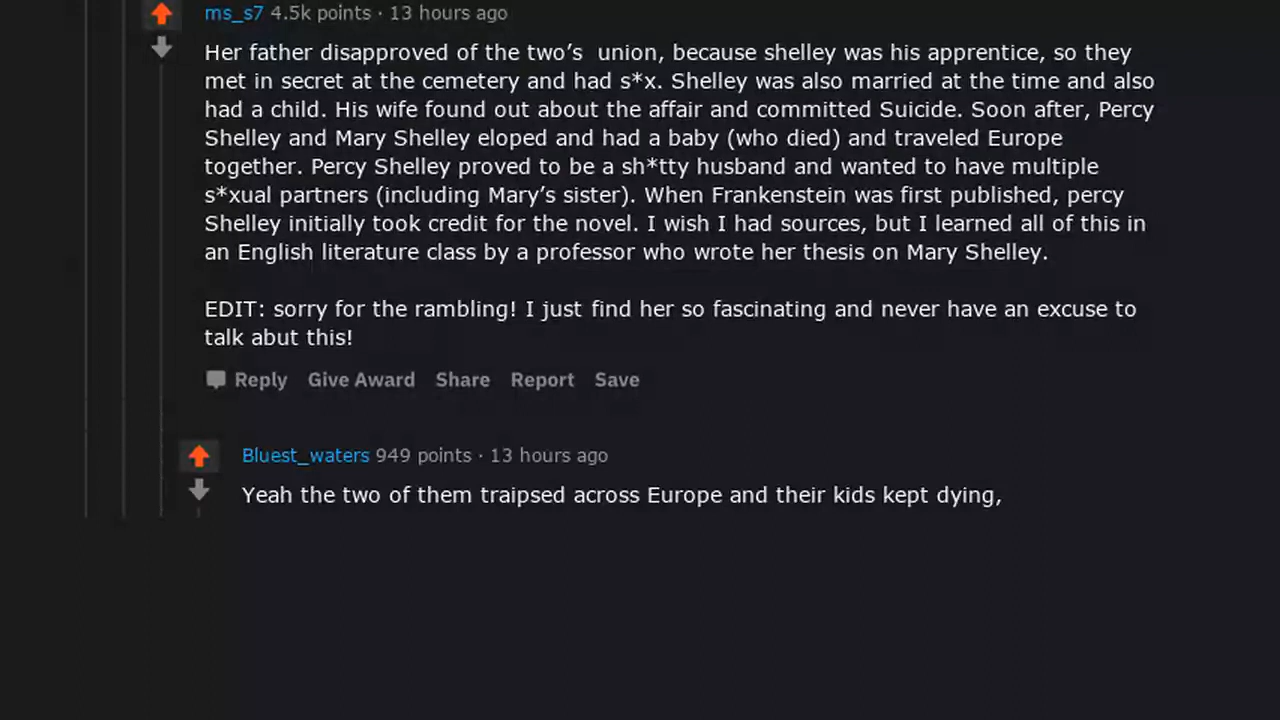 ms_s7 4.5k points · 13 hours ago
Her father disapproved of the two’s  union, because shelley was his apprentice, so they
met in secret at the cemetery and had s*x. Shelley was also married at the time and also
had a child. His wife found out about the affair and committed Suicide. Soon after, Percy
Shelley and Mary Shelley eloped and had a baby (who died) and traveled Europe
together. Percy Shelley proved to be a sh*tty husband and wanted to have multiple
s*xual partners (including Mary’s sister). When Frankenstein was first published, percy
Shelley initially took credit for the novel. I wish I had sources, but I learned all of this in
an English literature class by a professor who wrote her thesis on Mary Shelley.
EDIT: sorry for the rambling! I just find her so fascinating and never have an excuse to
talk abut this!
Reply Give Award Share Report Save
Bluest_waters 949 points · 13 hours ago
Yeah the two of them traipsed across Europe and their kids kept dying,